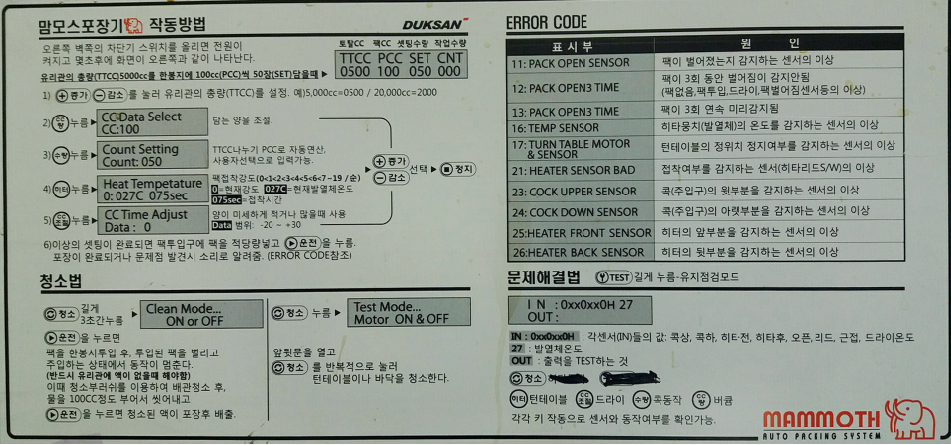 맘모스포장기 작동방법
DUKSAN
오른쪽 벽쪽의 차단기 스위치를 올리면 전원이
켜지고 몇초후에 화면이 오른쪽과 같이 나타난다.
유리관의 총량(TTCC)5000cc를 한봉지에 100cc(PCC)씩 50장(SET)담을때
토탈CC 팩CC 셋팅수량 작업수량
TTCC PCC SET CNT
0500 100 050 000
1) 증가 감소 를 눌러 유리관의 총량(TTCC)를 설정. 예)5,000cc=0500 / 20,000cc=2000
2) CC량 누름
CC Data Select
CC:100
담는 양을 조절
3) 수량 누름
Count Setting
Count: 050
TTCC나누기 PCC로 자동연산,
사용자선택으로 입력가능.
4) 히터 누름
Heat Tempetature
0: 027C 075sec
팩접착강도(0<1<2<3<4<5<6<7~19 / 순)
0=현재강도 027C=현재발열체온도
075sec=접착시간
5) CC조절 누름
CC Time Adjust
Data : 0
양이 미세하게 적거나 많을때 사용
Data 범위: -20 ~ +30
증가
감소
선택 정지
6)이상의 셋팅이 완료되면 팩투입구에 팩을 적당량넣고 운전 을 누름.
포장이 완료되거나 문제점 발견시 소리로 알려줌. (ERROR CODE참조)
청소법
청소 길게
3초간누름
Clean Mode...
ON or OFF
운전 을 누르면
팩을 한봉시투입 후, 투입된 팩을 벌리고
주입하는 상태에서 동작이 멈춘다.
(반드시 유리관에 액이 없을때 해야함)
이때 청소부러쉬를 이용하여 배관청소 후,
물을 100CC정도 부어서 씻어내고
운전 을 누르면 청소된 액이 포장후 배출.
청소 누름
Test Mode...
Motor ON & OFF
앞뒷문을 열고
청소 를 반복적으로 눌러
턴테이블이나 바닥을 청소한다.
ERROR CODE
표 시 부 원 인
11: PACK OPEN SENSOR 팩이 벌어졌는지 감지하는 센서의 이상
12: PACK OPEN3 TIME 팩이 3회 동안 벌어짐이 감지안됨
(팩없음,팩투입,드라이,팩벌어짐센서등의 이상)
13: PACK OPEN3 TIME 팩이 3회 연속 미리감지됨
16: TEMP SENSOR 히타뭉치(발열체)의 온도를 감지하는 센서의 이상
17: TURN TABLE MOTOR
& SENSOR 턴테이블의 정위치 정지여부를 감지하는 센서의 이상
21: HEATER SENSOR BAD 접착여부를 감지하는 센서(히타리드S/W)의 이상
23: COCK UPPER SENSOR 콕(주입구)의 윗부분을 감지하는 센서의 이상
24: COCK DOWN SENSOR 콕(주입구)의 아랫부분을 감지하는 센서의 이상
25:HEATER FRONT SENSOR 히터의 앞부분을 감지하는 센서의 이상
26:HEATER BACK SENSOR 히터의 뒷부분을 감지하는 센서의 이상
문제해결법 TEST 길게 누름-유지점검모드
I N : 0xx0xx0H 27
OUT :
IN : 0xx0xx0H 각센서(IN)들의 값: 콕상, 콕하, 히타전, 히타후, 오픈, 리드, 근접, 드라이온도
27 : 발열체온도
OUT : 출력을 TEST하는 것
청소
히터 턴테이블 CC조절 드라이 수량 콕동작 CC량 버큠
각각 키 작동으로 센서와 동작여부를 확인가능.
MAMMOTH
AUTO PACKING SYSTEM